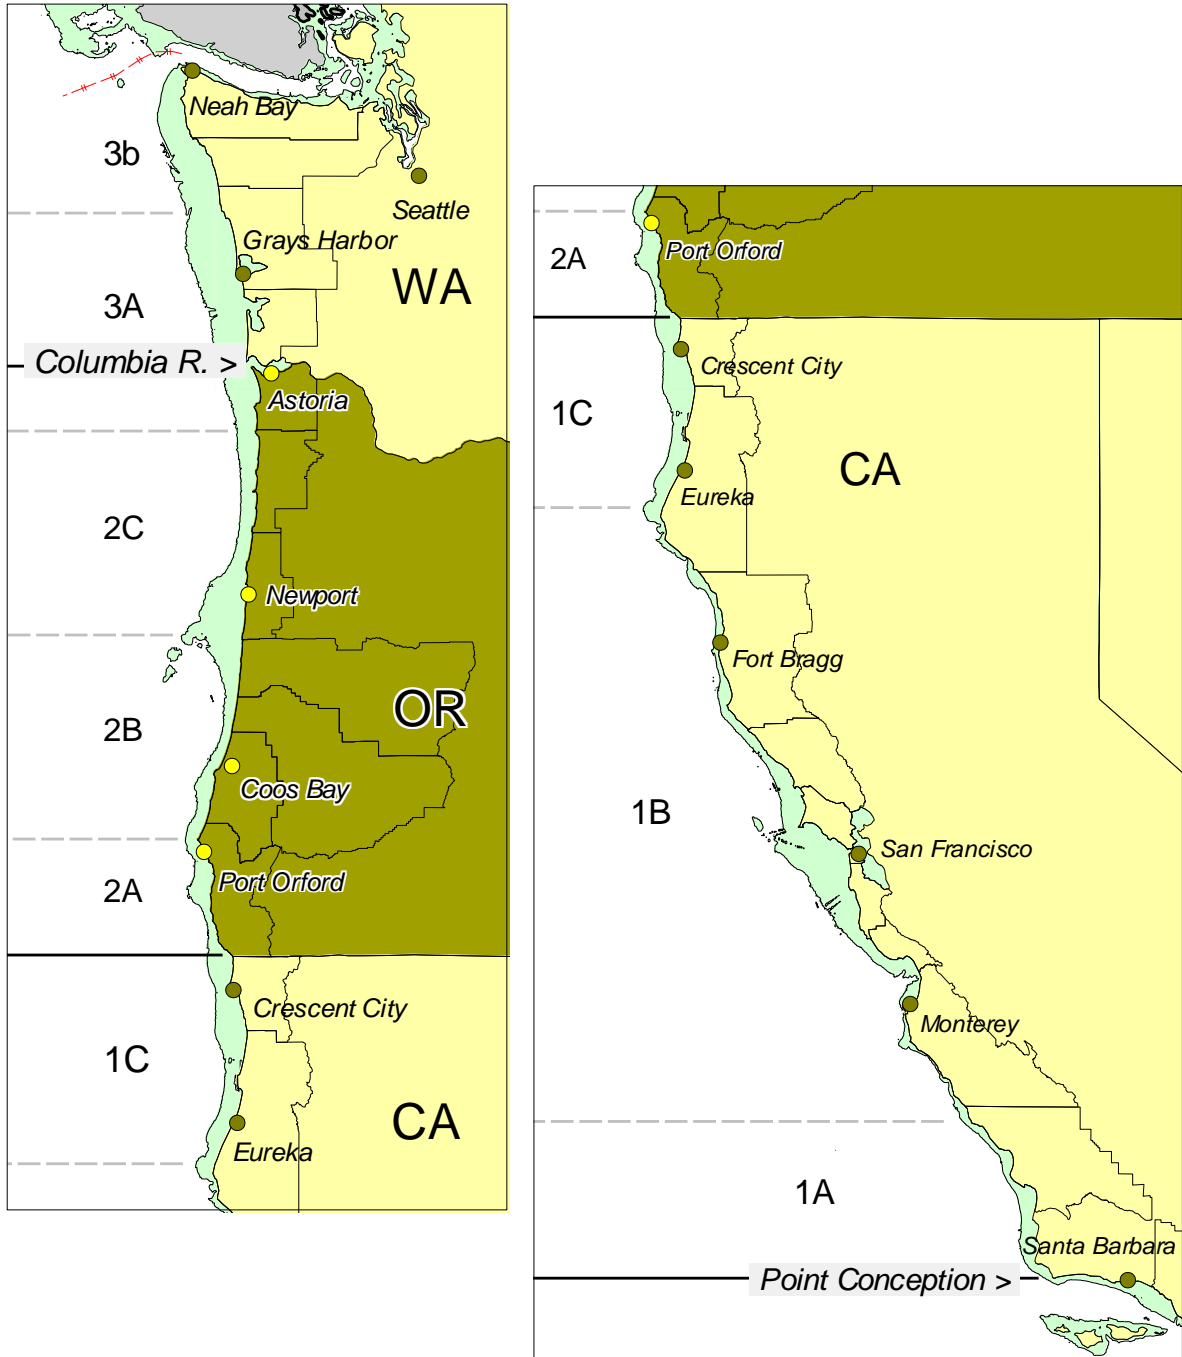 Neah Bay
3b
Seattle
Grays Harbor
WA
3A
Columbia R. >
Astoria
2C
Newport
OR
2B
Coos Bay
Port Orford
2A
Crescent City
1C
CA
Eureka
Port Orford
2A
Crescent City
1C
CA
Eureka
Fort Bragg
1B
San Francisco
Monterey
1A
Santa Barbara
Point Conception >